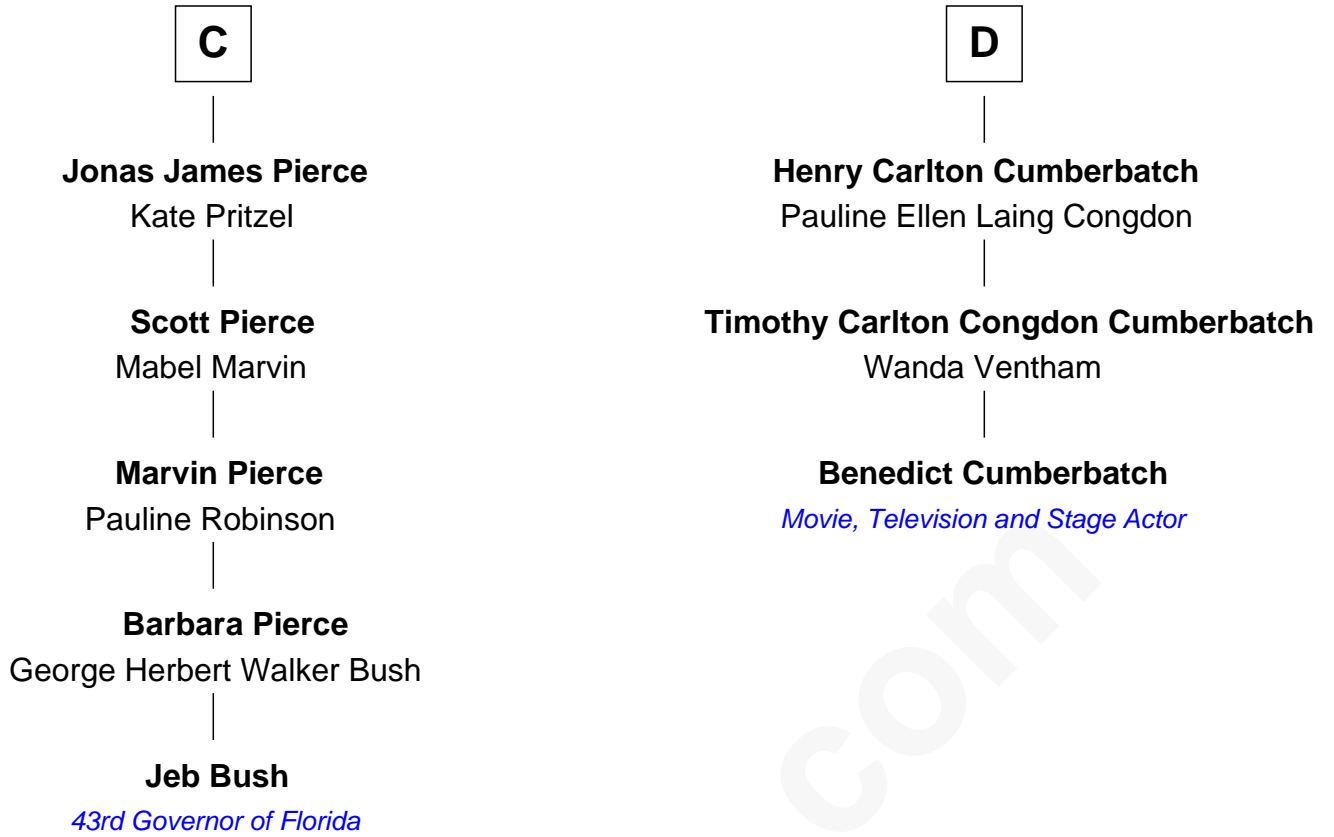 C
Jonas James Pierce
Kate Pritzel
Scott Pierce
Mabel Marvin
Marvin Pierce
Pauline Robinson
Barbara Pierce
George Herbert Walker Bush
Jeb Bush
43rd Governor of Florida
D
Henry Carlton Cumberbatch
Pauline Ellen Laing Congdon
Timothy Carlton Congdon Cumberbatch
Wanda Ventham
Benedict Cumberbatch
Movie, Television and Stage Actor
com